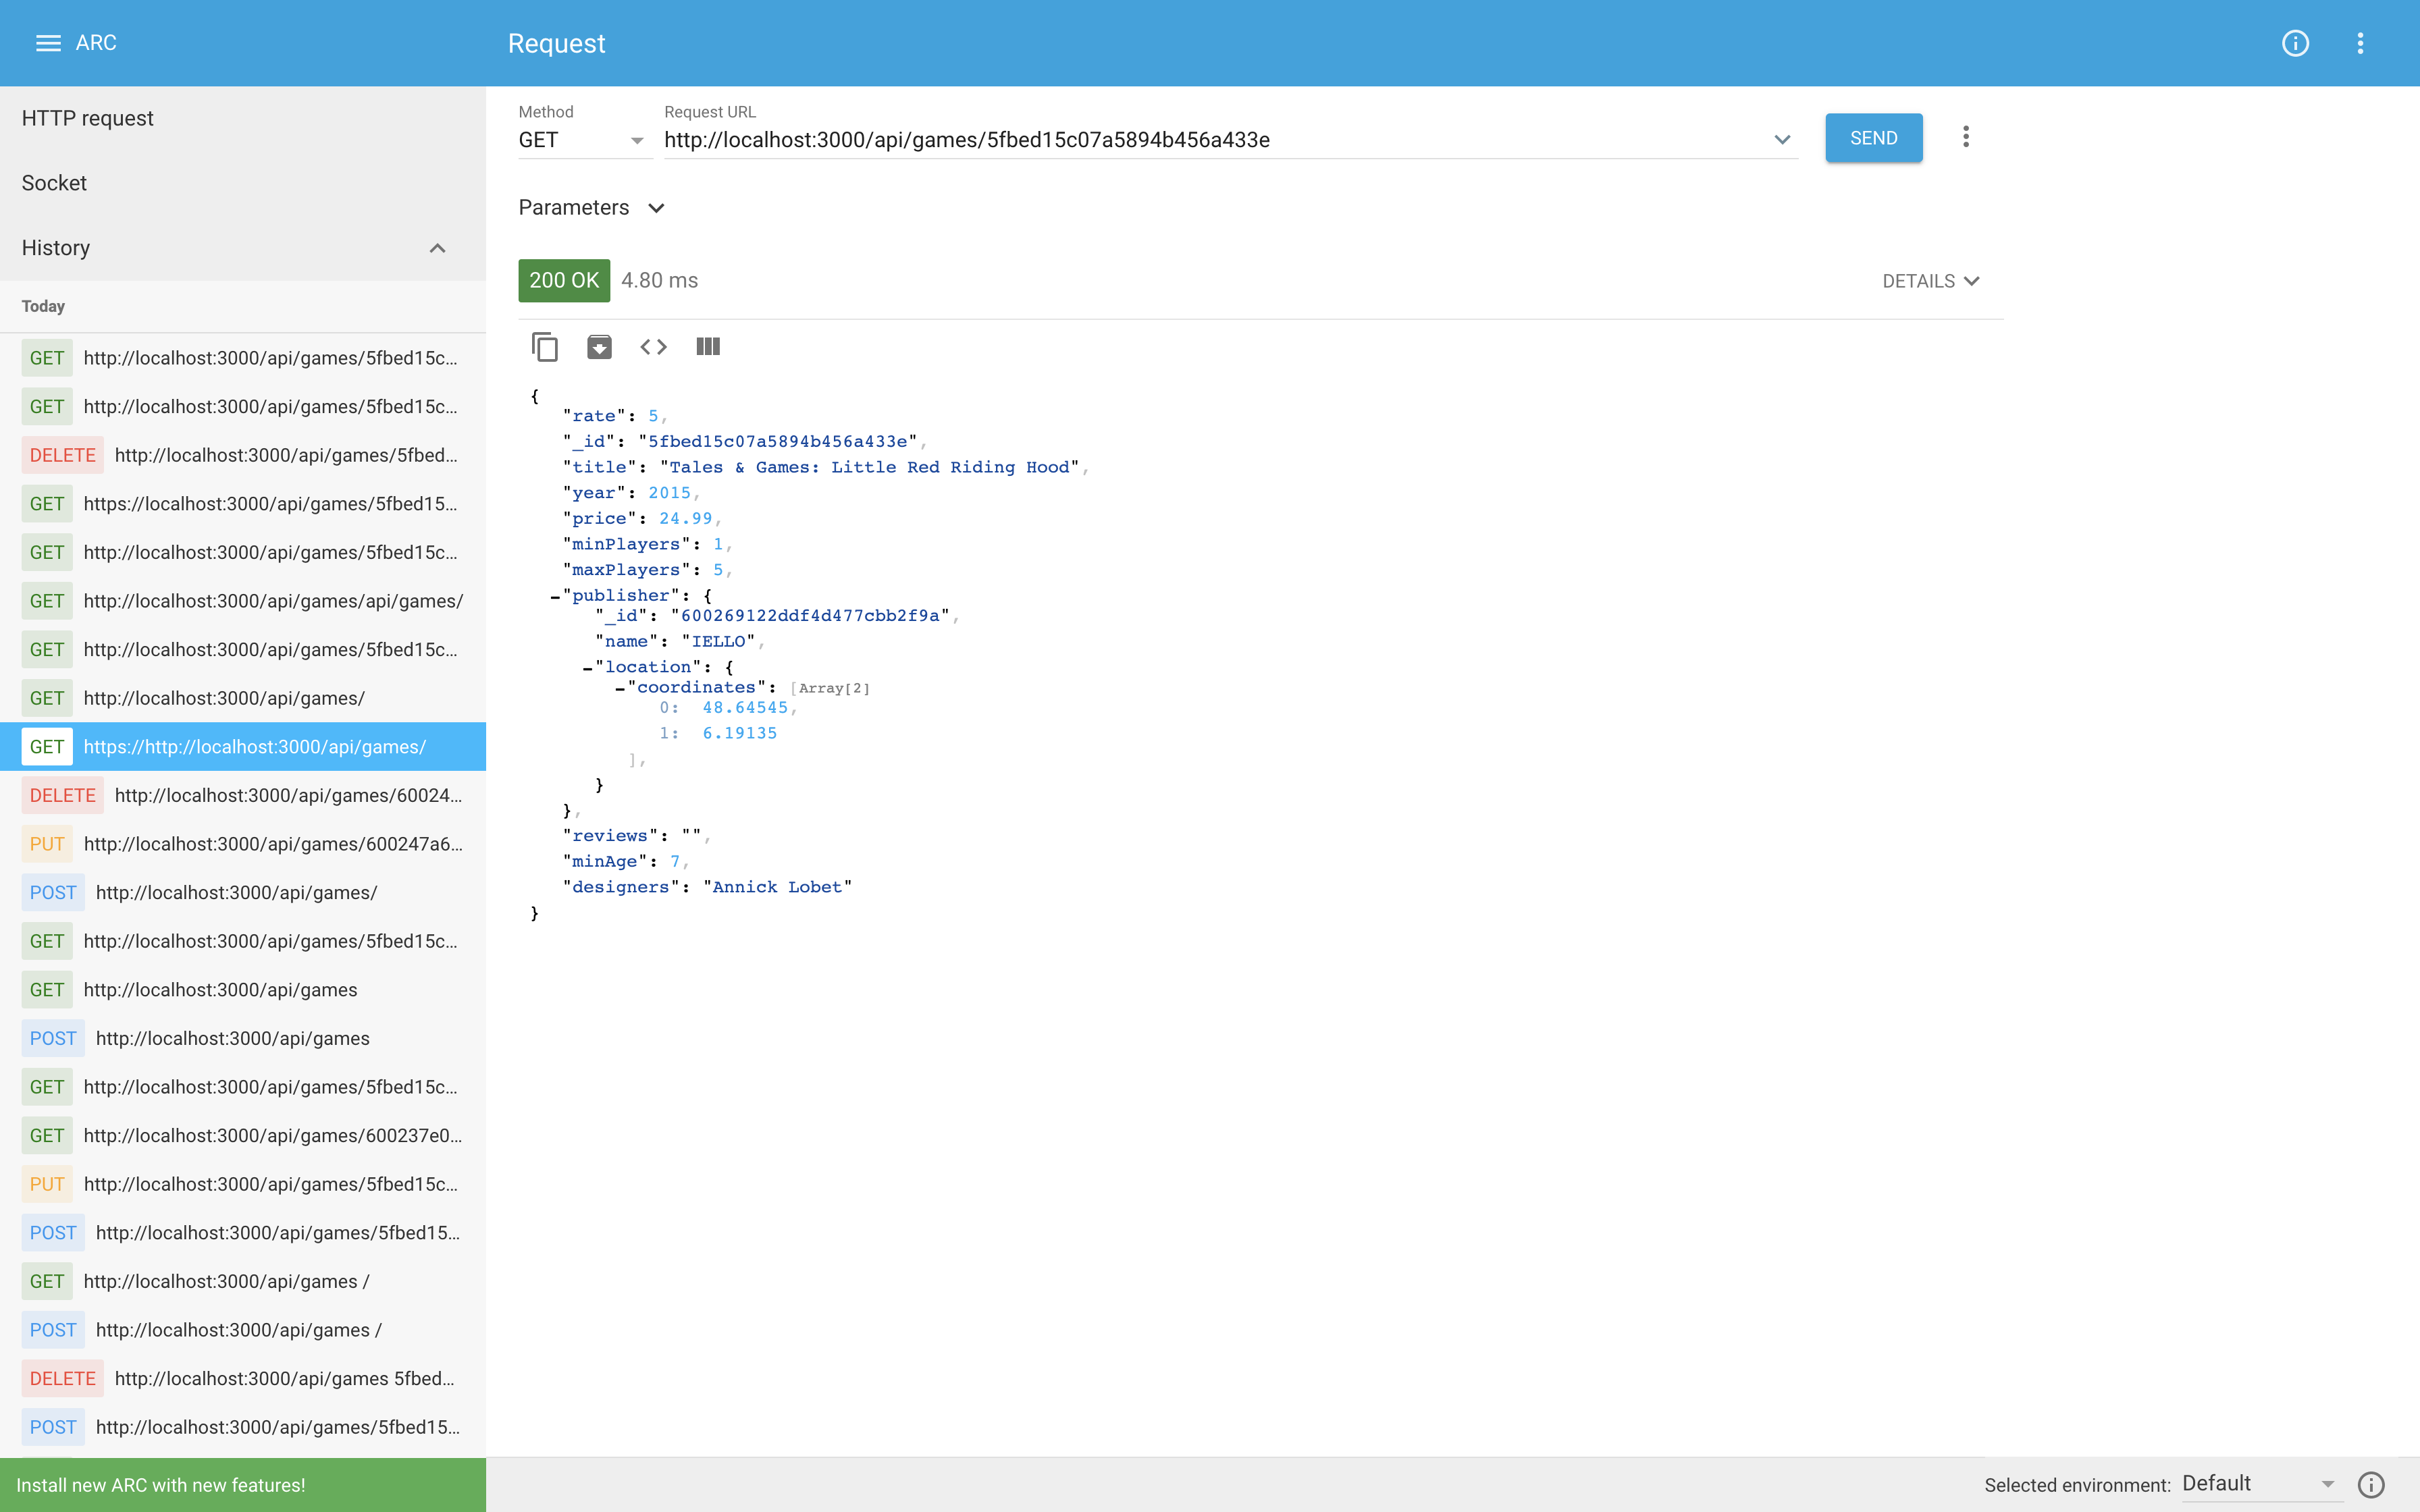 ARC
Request
HTTP request
Socket
History
Today
GET http://localhost:3000/api/games/5fbed15c...
GET http://localhost:3000/api/games/5fbed15c...
DELETE http://localhost:3000/api/games/5fbed...
GET https://localhost:3000/api/games/5fbed15...
GET http://localhost:3000/api/games/5fbed15c...
GET http://localhost:3000/api/games/api/games/
GET http://localhost:3000/api/games/5fbed15c...
GET http://localhost:3000/api/games/
GET https://http://localhost:3000/api/games/
DELETE http://localhost:3000/api/games/60024...
PUT http://localhost:3000/api/games/600247a6...
POST http://localhost:3000/api/games/
GET http://localhost:3000/api/games/5fbed15c...
GET http://localhost:3000/api/games
POST http://localhost:3000/api/games
GET http://localhost:3000/api/games/5fbed15c...
GET http://localhost:3000/api/games/600237e0...
PUT http://localhost:3000/api/games/5fbed15c...
POST http://localhost:3000/api/games/5fbed15...
GET http://localhost:3000/api/games /
POST http://localhost:3000/api/games /
DELETE http://localhost:3000/api/games 5fbed...
POST http://localhost:3000/api/games/5fbed15...
Install new ARC with new features!
Method Request URL
GET http://localhost:3000/api/games/5fbed15c07a5894b456a433e
SEND
Parameters
200 OK 4.80 ms
DETAILS
{
"rate": 5,
"_id": "5fbed15c07a5894b456a433e",
"title": "Tales & Games: Little Red Riding Hood",
"year": 2015,
"price": 24.99,
"minPlayers": 1,
"maxPlayers": 5,
-"publisher": {
"_id": "600269122ddf4d477cbb2f9a",
"name": "IELLO",
-"location": {
-"coordinates": [Array[2]
0: 48.64545,
1: 6.19135
],
}
},
"reviews": "",
"minAge": 7,
"designers": "Annick Lobet"
}
Selected environment: Default